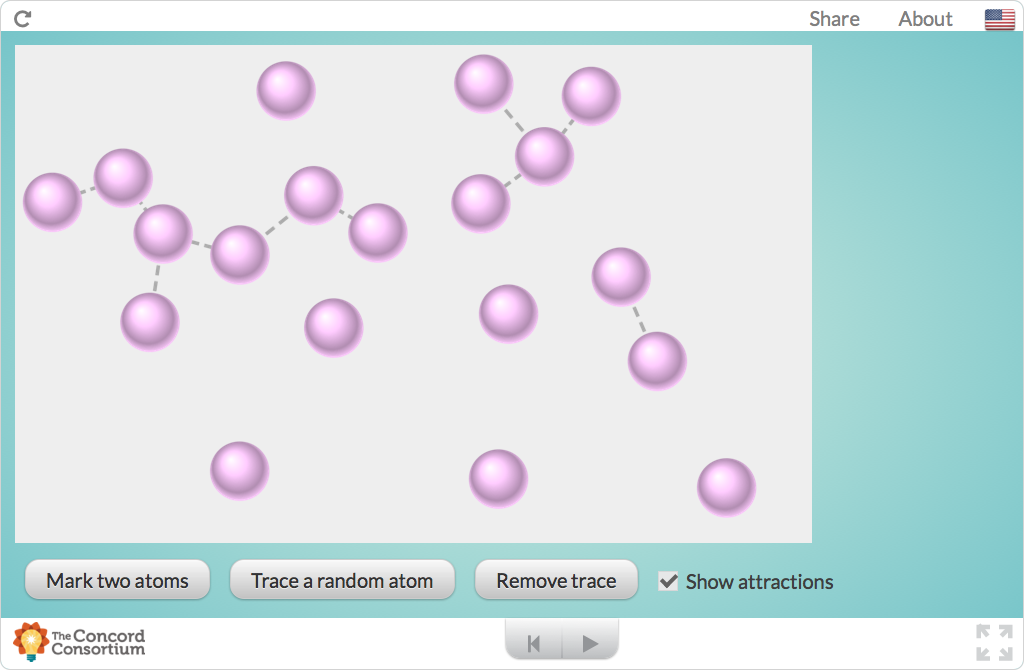 Share About
Mark two atoms Trace a random atom Remove trace Show attractions
The Concord
Consortium